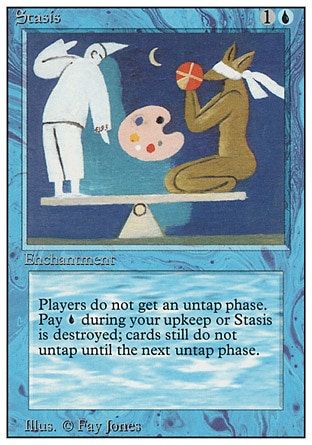 Stasis 1
Enchantment
Players do not get an untap phase.
Pay during your upkeep or Stasis
is destroyed; cards still do not
untap until the next untap phase.
Illus. © Fay Jones